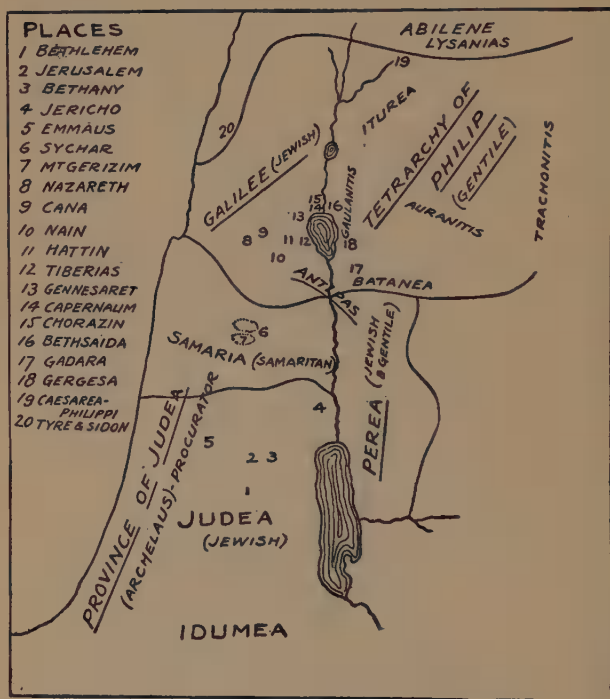 PLACES
1 BETHLEHEM
2 JERUSALEM
3 BETHANY
4 JERICHO
5 EMMAUS
6 SYCHAR
7 MT GERIZIM
8 NAZARETH
9 CANA
10 NAIN
11 HATTIN
12 TIBERIAS
13 GENNESARET
14 CAPERNAUM
15 CHORAZIN
16 BETHSAIDA
17 GADARA
18 GERGESA
19 CAESAREA-
PHILIPPI
20 TYRE & SIDON
ABILENE
LYSANIAS
19
20
ITUREA
TETRARCHY OF
PHILIP
(GENTILE)
TRACHONITIS
AURANITIS
GALILEE (JEWISH)
GAULANITIS
15
14 16
13
9
8
11 12
18
10
17
BATANEA
ANTIPAS
6
7
SAMARIA (SAMARITAN)
PEREA (JEWISH
& GENTILE)
4
5
2 3
1
PROVINCE OF JUDEA
(ARCHELAUS)-PROCURATOR
JUDEA
(JEWISH)
IDUMEA